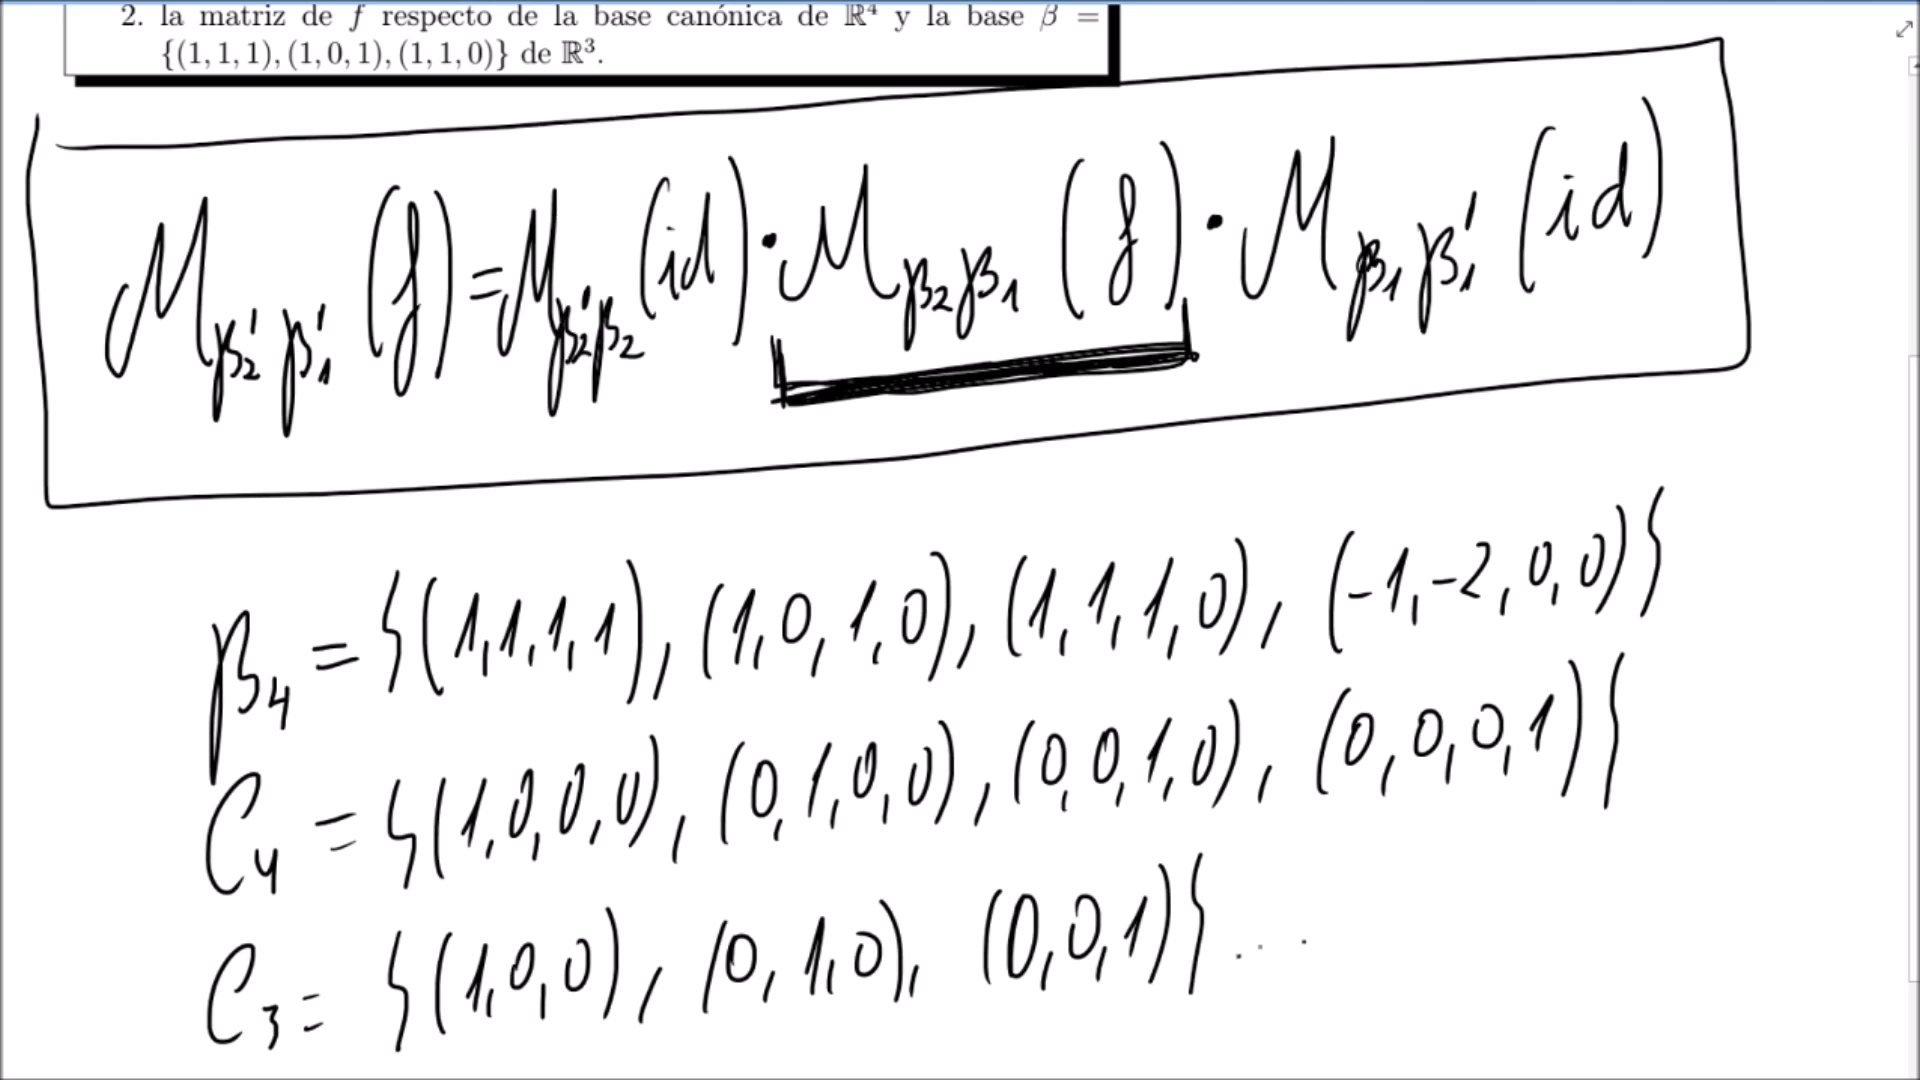 2. la matriz de f respecto de la base canónica de ℝ⁴ y la base β =
{(1, 1, 1), (1, 0, 1), (1, 1, 0)} de ℝ³.
M_{β₂'β₁'}(f) = M_{β₂'β₂}(id) · M_{β₂β₁}(f) · M_{β₁β₁'}(id)
β₄ = {(1,1,1,1), (1,0,1,0), (1,1,1,0), (-1,-2,0,0)}
C₄ = {(1,0,0,0), (0,1,0,0), (0,0,1,0), (0,0,0,1)}
C₃ = {(1,0,0), (0,1,0), (0,0,1)} ...